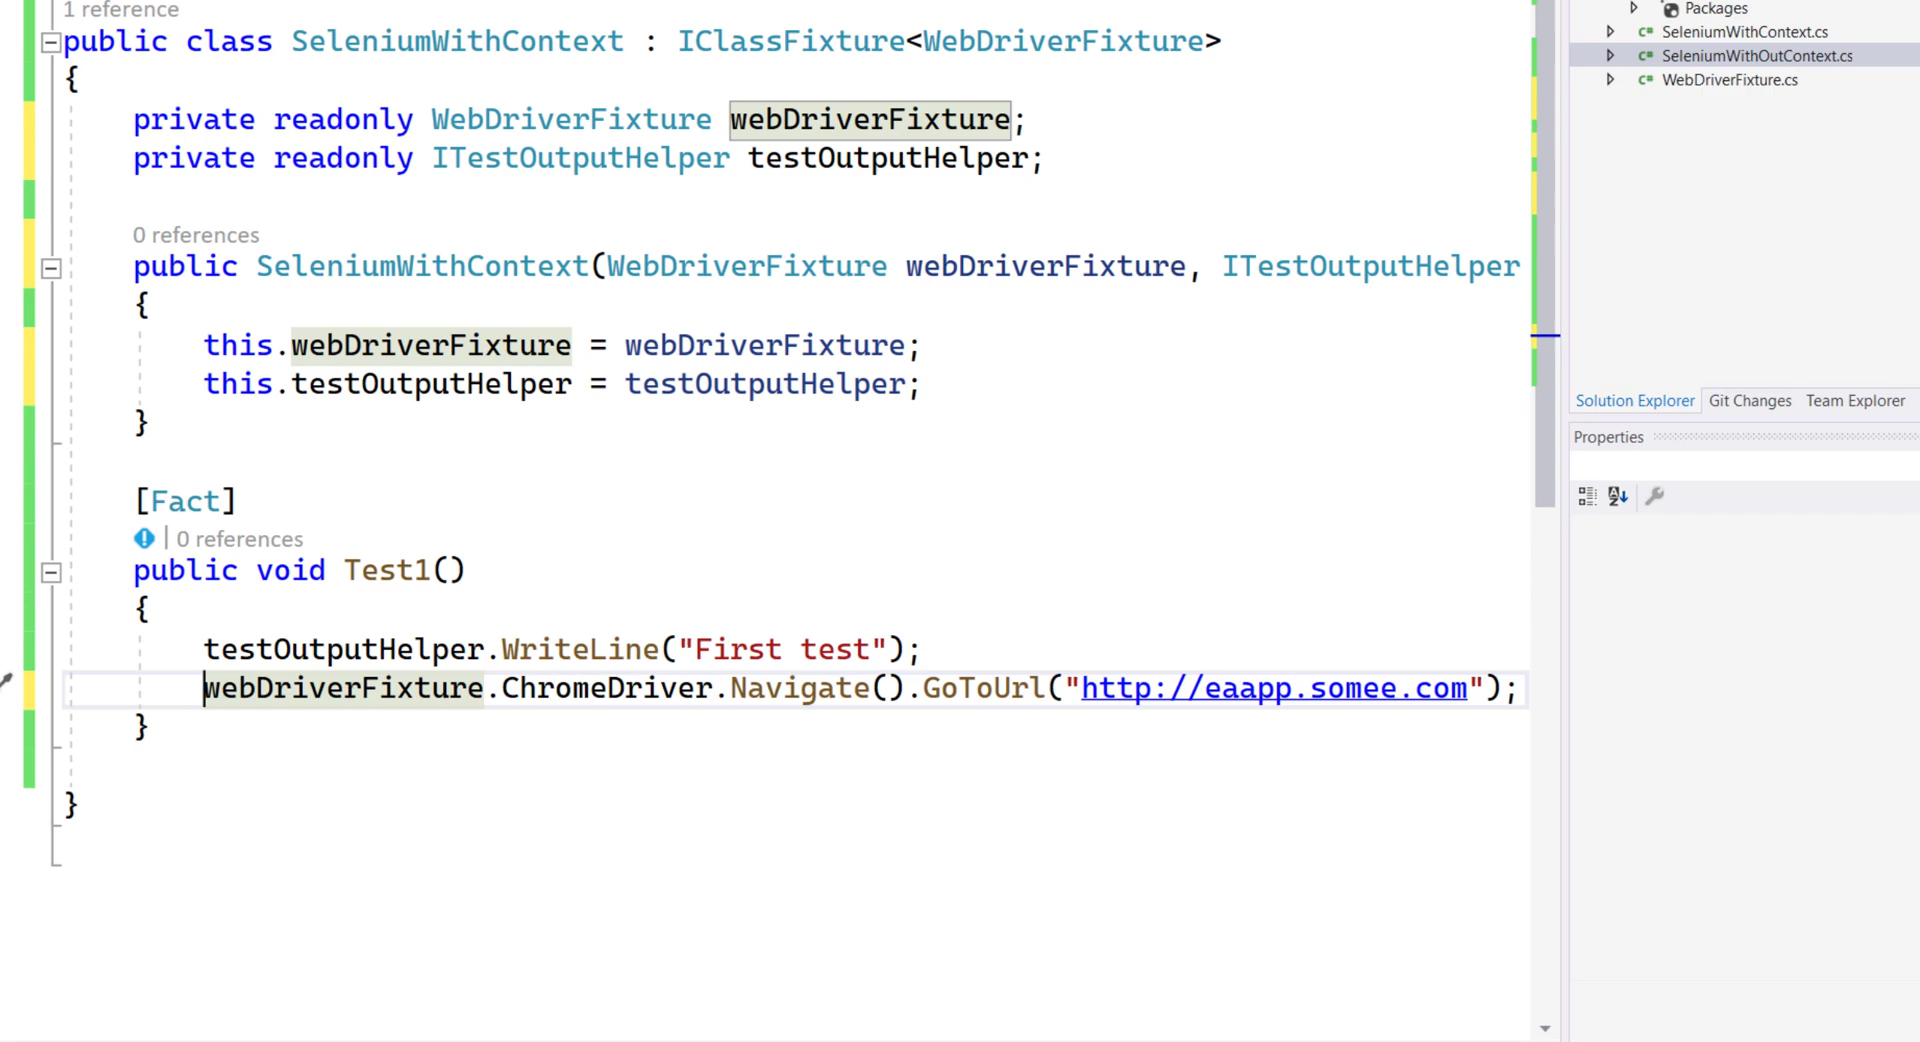 1 reference
public class SeleniumWithContext : IClassFixture<WebDriverFixture>
{
private readonly WebDriverFixture webDriverFixture;
private readonly ITestOutputHelper testOutputHelper;
0 references
public SeleniumWithContext(WebDriverFixture webDriverFixture, ITestOutputHelper
{
this.webDriverFixture = webDriverFixture;
this.testOutputHelper = testOutputHelper;
}
[Fact]
| 0 references
public void Test1()
{
testOutputHelper.WriteLine("First test");
webDriverFixture.ChromeDriver.Navigate().GoToUrl("http://eaapp.somee.com");
}
}
Packages
C# SeleniumWithContext.cs
C# SeleniumWithOutContext.cs
C# WebDriverFixture.cs
Solution Explorer Git Changes Team Explorer
Properties